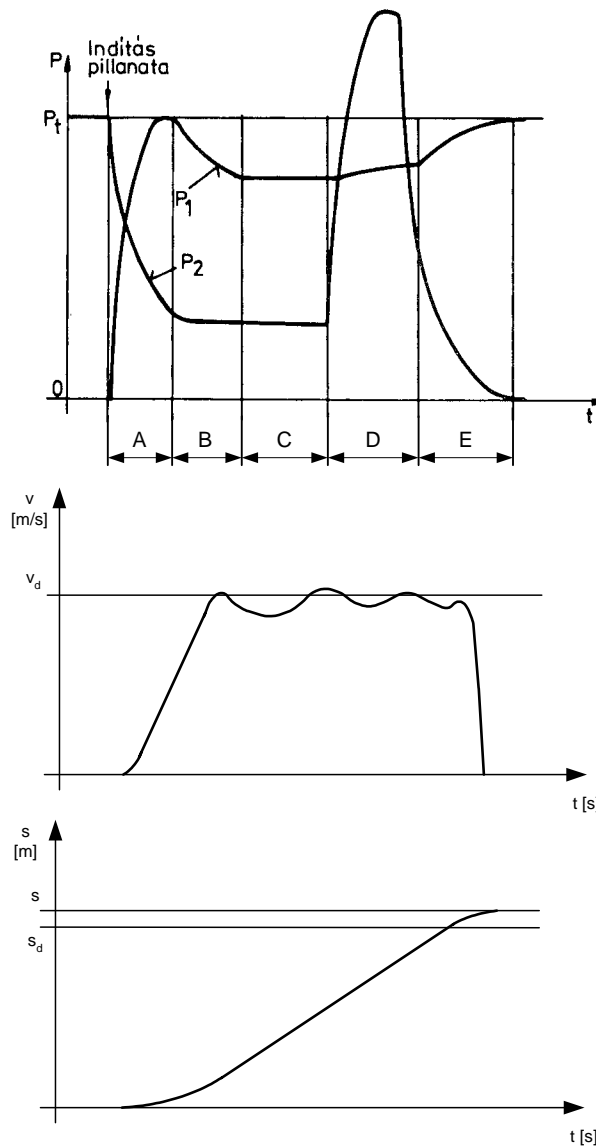 Indítás
pillanata
P
Pt
P1
P2
0
t
A B C D E
v
[m/s]
vd
t [s]
s
[m]
s
sd
t [s]